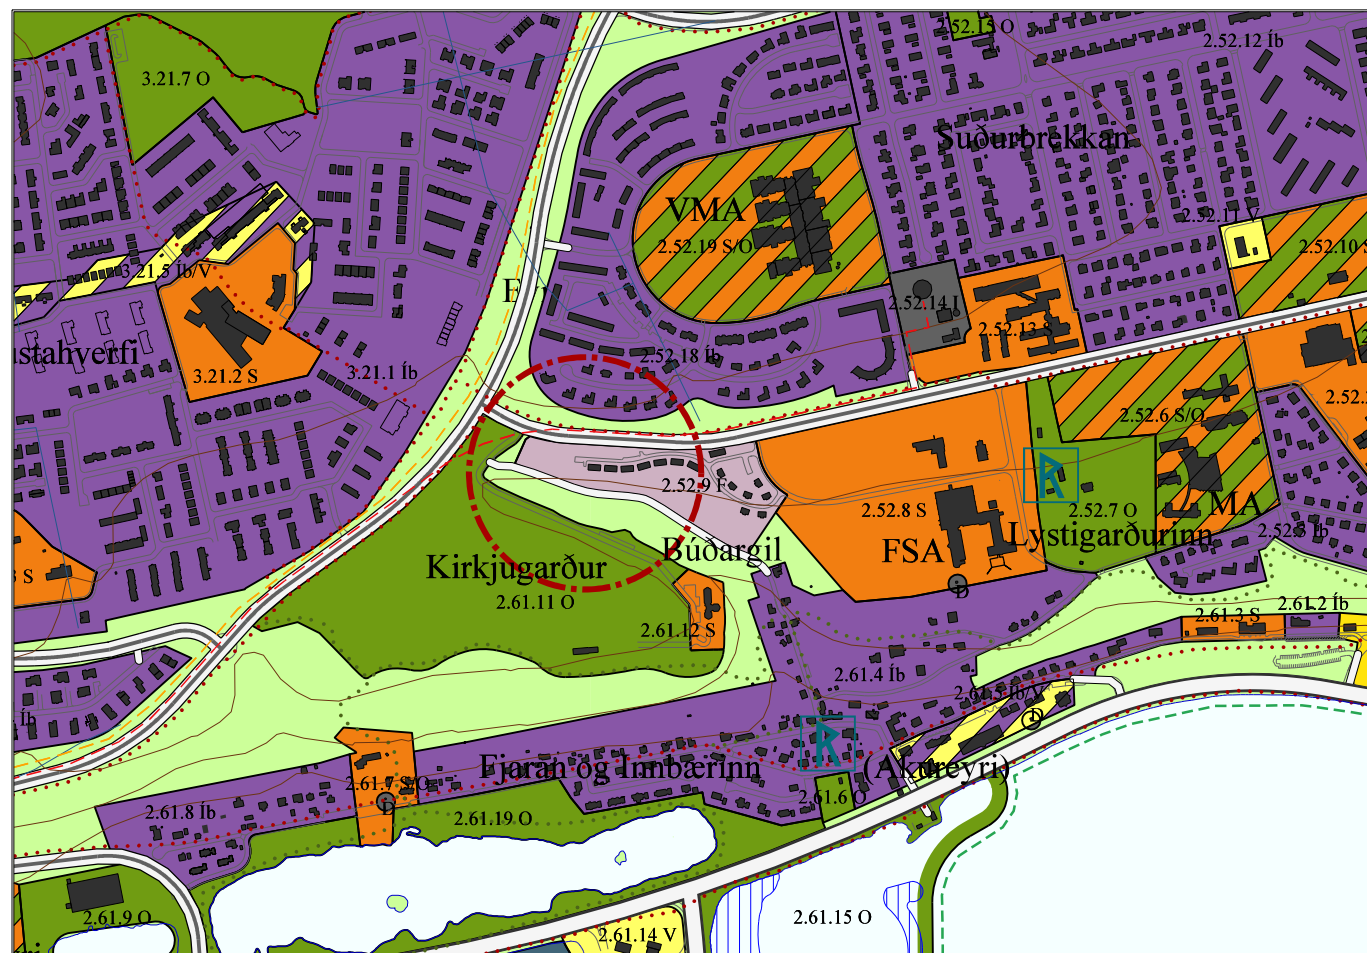 2.52.15 O
2.52.12 Íb
3.21.7 O
Suðurbrekkan
VMA
2.52.11 V
2.52.19 S/O
2.52.10
3.21.5 Íb/V
2.52.14 I
2.52.13 S
2.52.18 Íb
3.21.2 S
3.21.1 Íb
2.52.6 S/O
2.52.9 F
2.52.8 S
2.52.7 O
MA
Lystigarðurinn
2.52.3 Íb
FSA
Búðargil
Kirkjugarður
S
D
2.61.11 O
2.61.2 Íb
2.61.3 S
2.61.12 S
2.61.4 Íb
2.61.5 Íb/V
Íb
D
Fjaran og Innbærinn
(Akureyri)
2.61.7 S/O
2.61.6 O
D
2.61.8 Íb
2.61.19 O
2.61.9 O
2.61.15 O
2.61.14 V